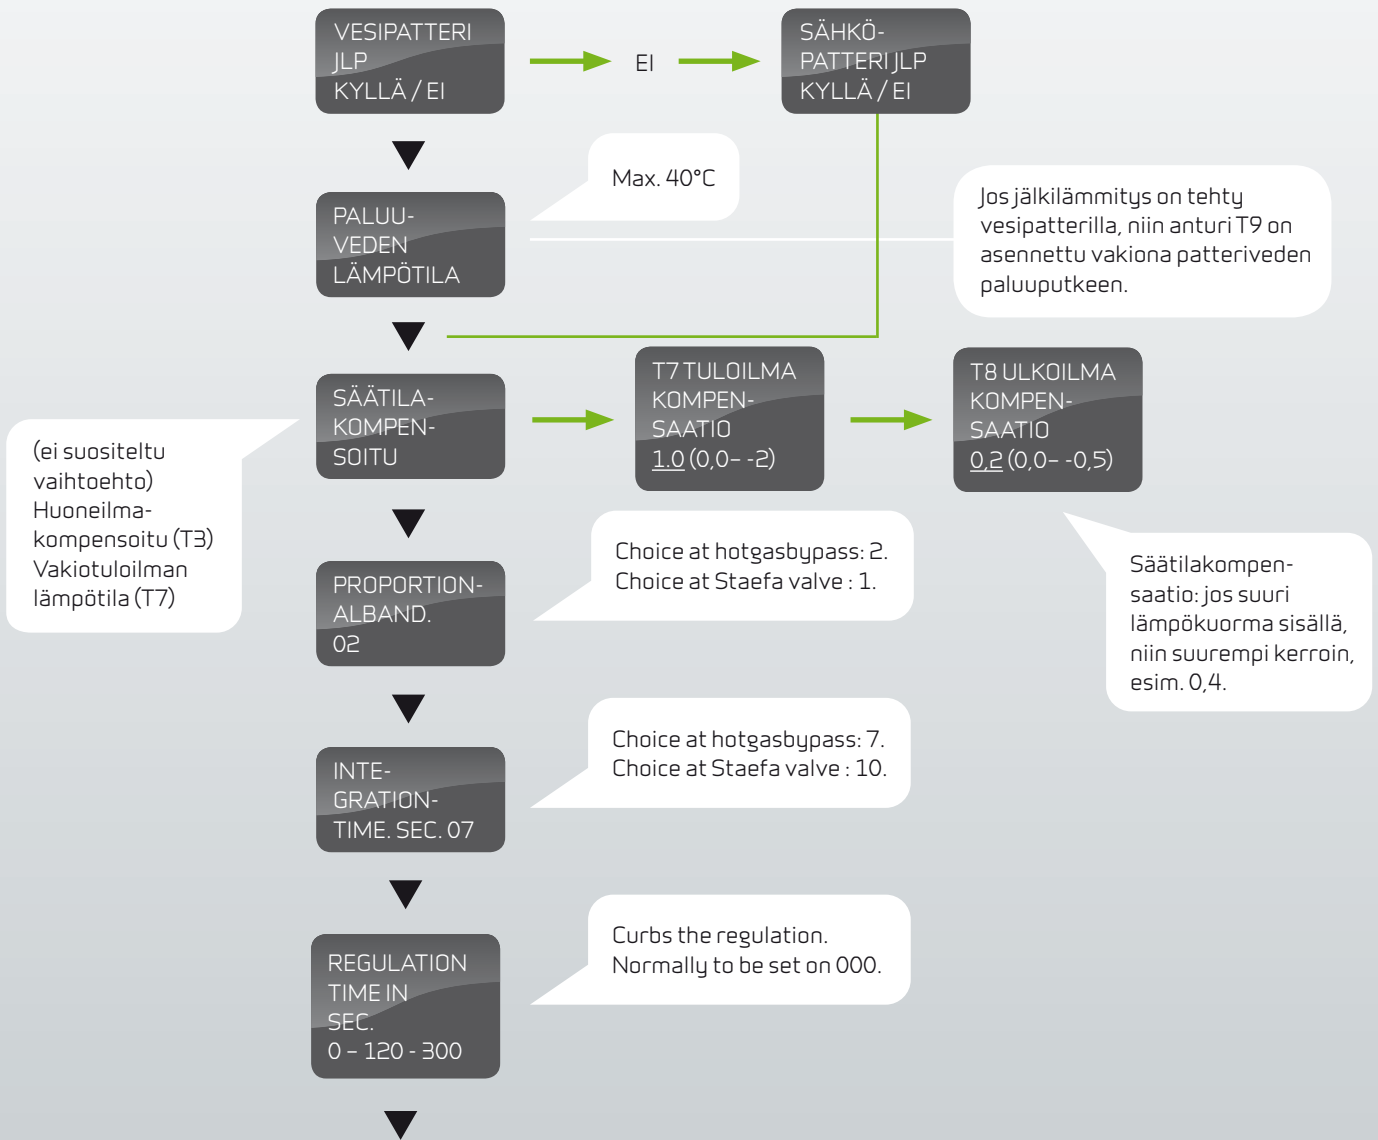 VESIPATTERI
JLP
KYLLÄ / EI
EI
SÄHKÖ-
PATTERI JLP
KYLLÄ / EI
Max. 40°C
PALUU-
VEDEN
LÄMPÖTILA
Jos jälkilämmitys on tehty
vesipatterilla, niin anturi T9 on
asennettu vakiona patteriveden
paluuputkeen.
SÄÄTILA-
KOMPEN-
SOITU
T7 TULOILMA
KOMPEN-
SAATIO
1.0 (0,0– -2)
T8 ULKOILMA
KOMPEN-
SAATIO
0,2 (0,0– -0,5)
(ei suositeltu
vaihtoehto)
Huoneilma-
kompensoitu (T3)
Vakiotuloilman
lämpötila (T7)
Choice at hotgasbypass: 2.
Choice at Staefa valve : 1.
PROPORTION-
ALBAND.
02
Säätilakompen-
saatio: jos suuri
lämpökuorma sisällä,
niin suurempi kerroin,
esim. 0,4.
Choice at hotgasbypass: 7.
Choice at Staefa valve : 10.
INTE-
GRATION-
TIME. SEC. 07
Curbs the regulation.
Normally to be set on 000.
REGULATION
TIME IN
SEC.
0 – 120 - 300